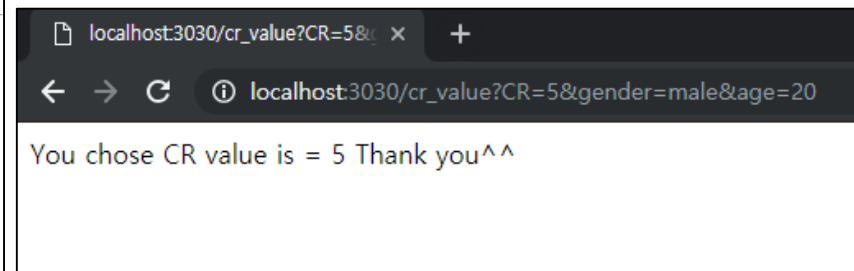 localhost:3030/cr_value?CR=5&
localhost:3030/cr_value?CR=5&gender=male&age=20
You chose CR value is = 5 Thank you^^